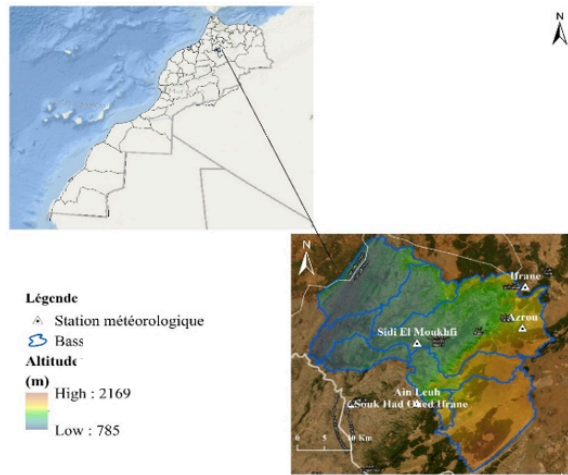 N
N
Ifrane
Azrou
Sidi El Moukhfi
Ain Leuh
Souk Had Oued Ifrane
0 5 10 Km
Légende
Station météorologique
Bass
Altitude
(m)
High : 2169
Low : 785